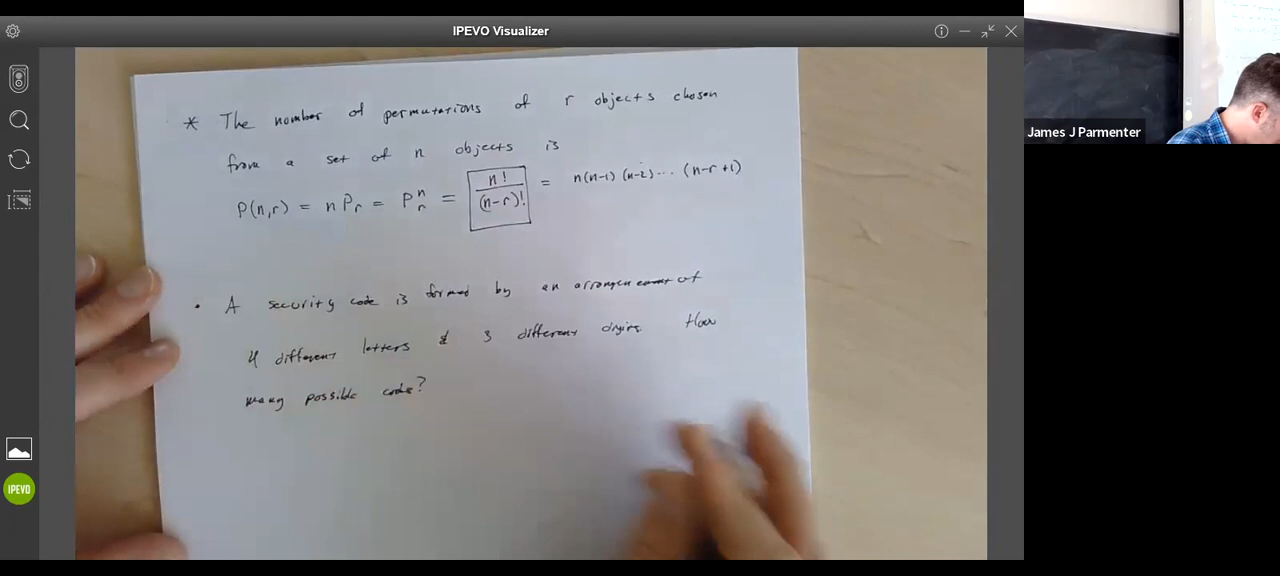 IPEVO Visualizer
James J Parmenter
* The number of permutations of r objects chosen
from a set of n objects is
P(n,r) = nPr = P^n_r = n!/(n-r)! = n(n-1)(n-2)...(n-r+1)
• A security code is formed by an arrangement of
4 different letters & 3 different digits How
many possible code?
IPEVO